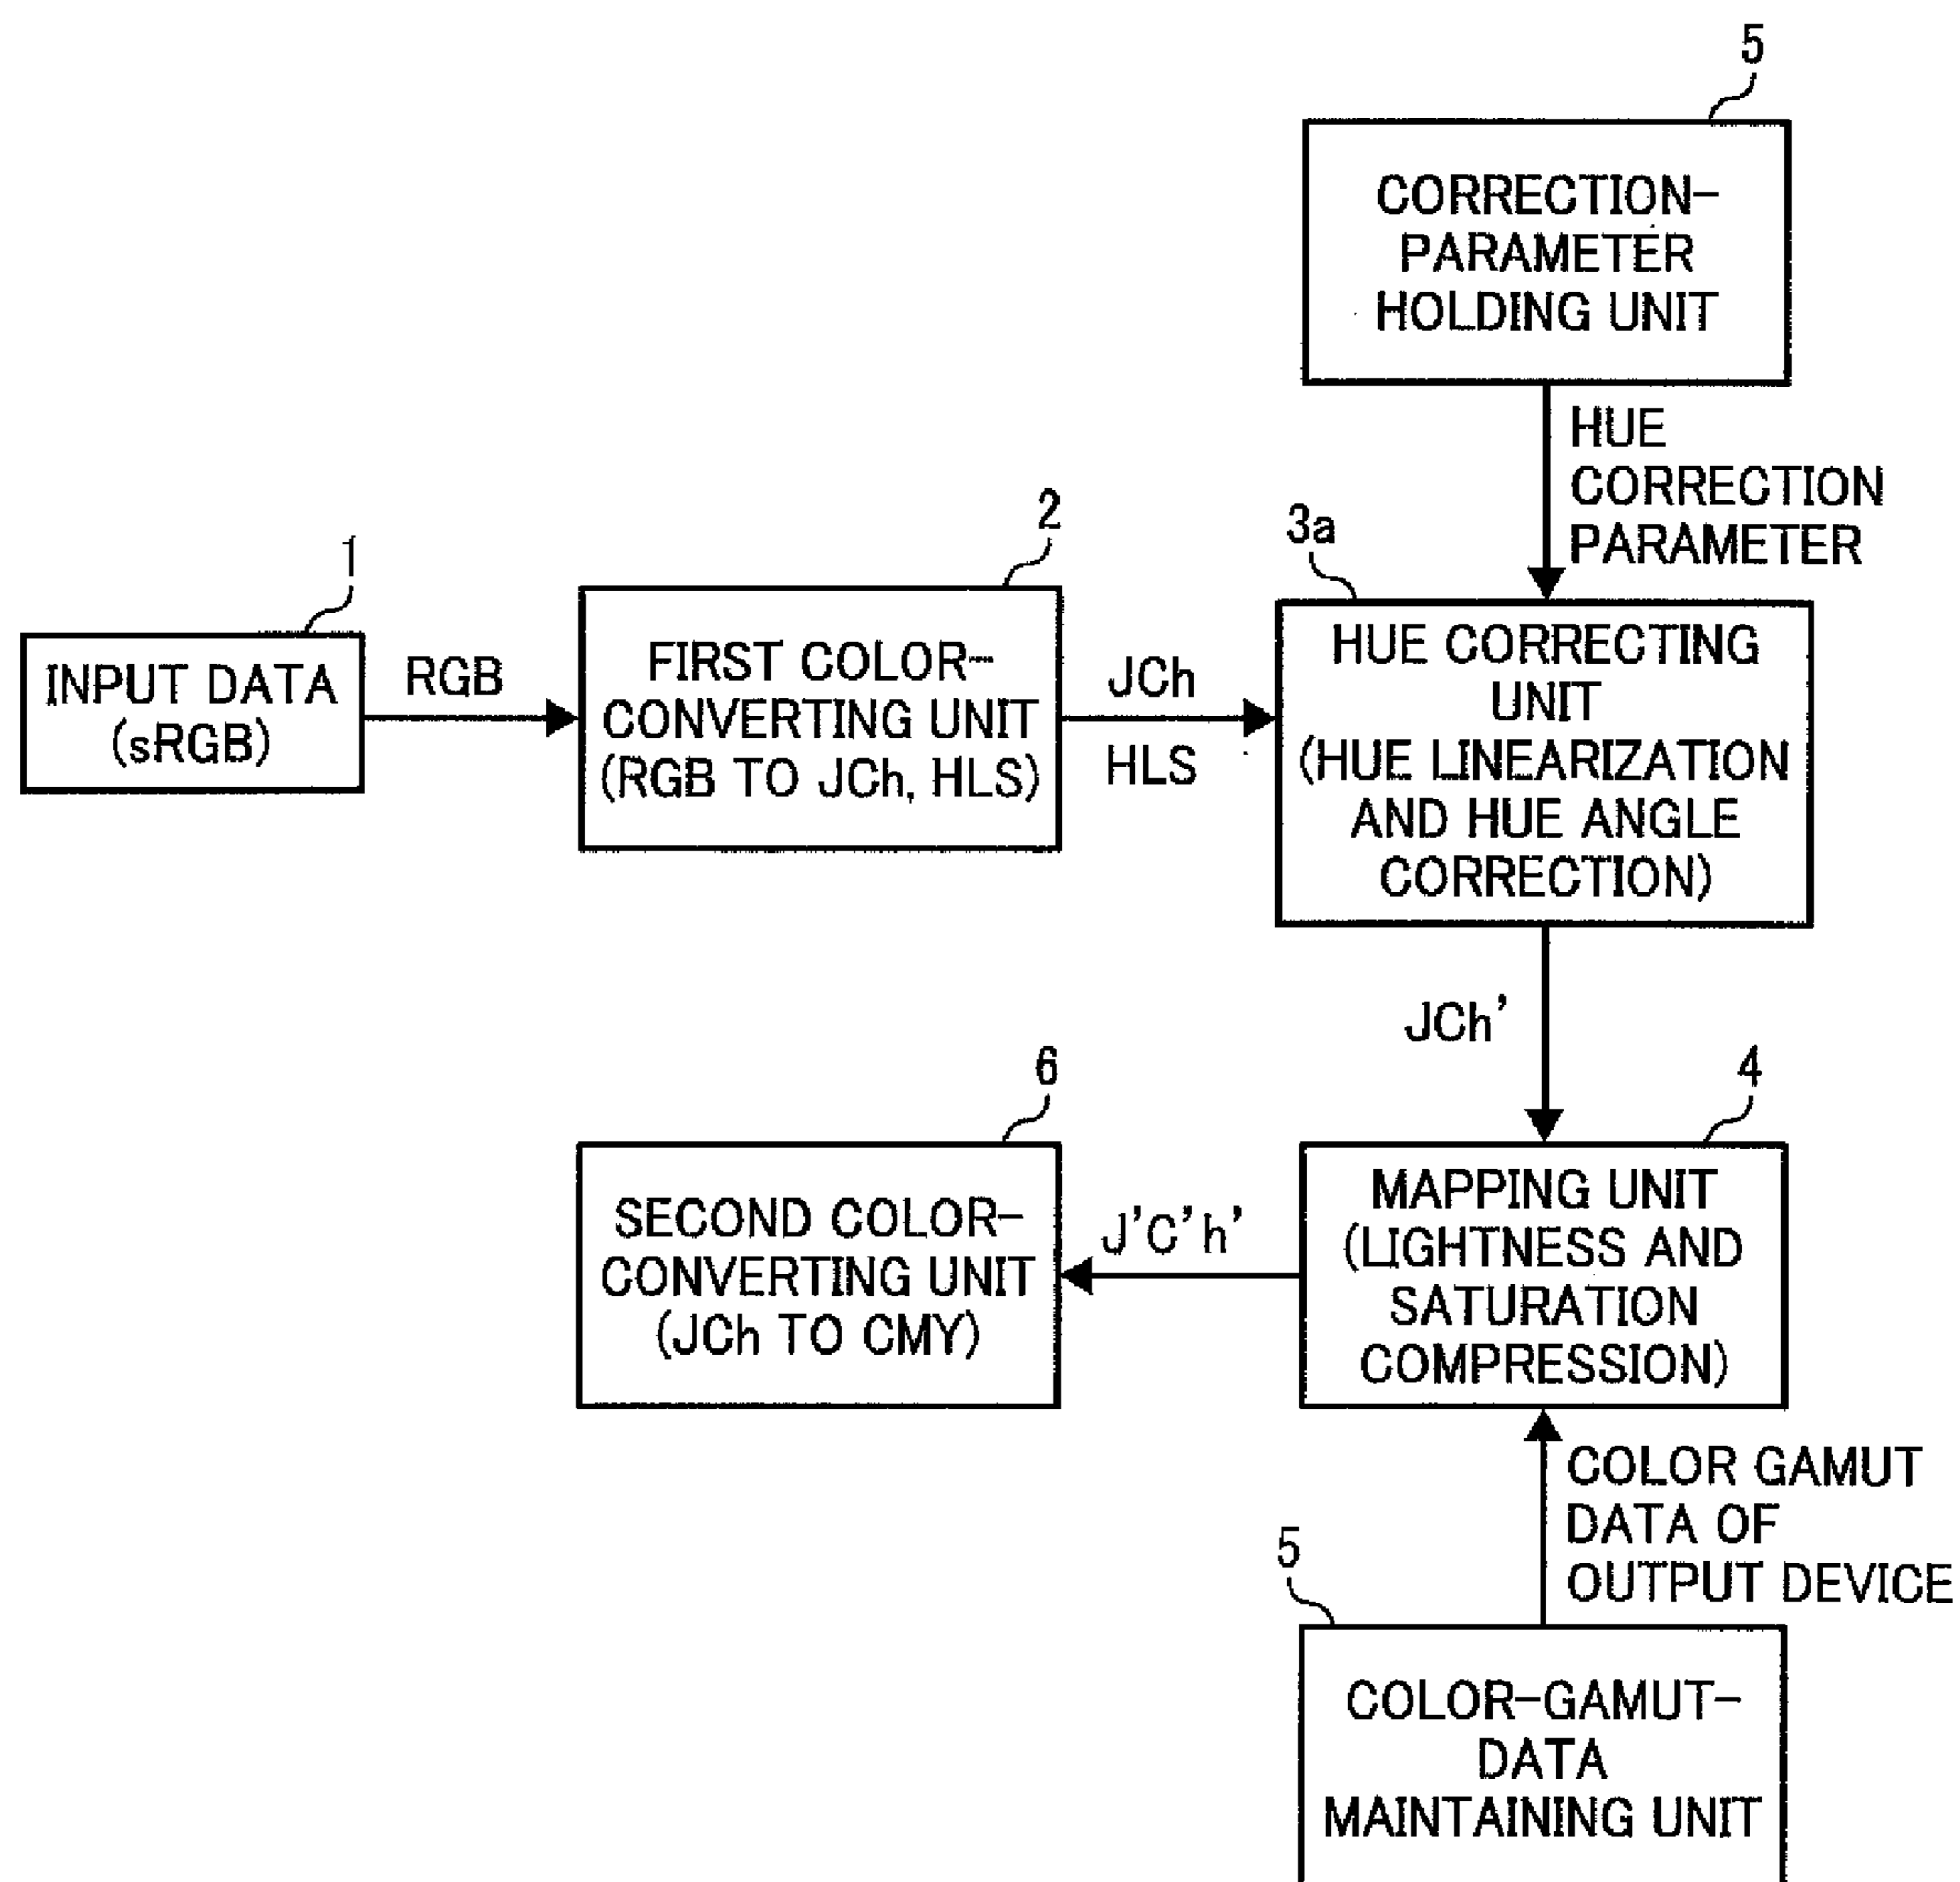 5
CORRECTION-
PARAMETER
HOLDING UNIT
HUE
CORRECTION
PARAMETER
1
INPUT DATA
(sRGB)
RGB
2
FIRST COLOR-
CONVERTING UNIT
(RGB TO JCh, HLS)
JCh
HLS
3a
HUE CORRECTING
UNIT
(HUE LINEARIZATION
AND HUE ANGLE
CORRECTION)
JCh'
4
MAPPING UNIT
(LIGHTNESS AND
SATURATION
COMPRESSION)
J'C'h'
6
SECOND COLOR-
CONVERTING UNIT
(JCh TO CMY)
COLOR GAMUT
DATA OF
OUTPUT DEVICE
5
COLOR-GAMUT-
DATA
MAINTAINING UNIT